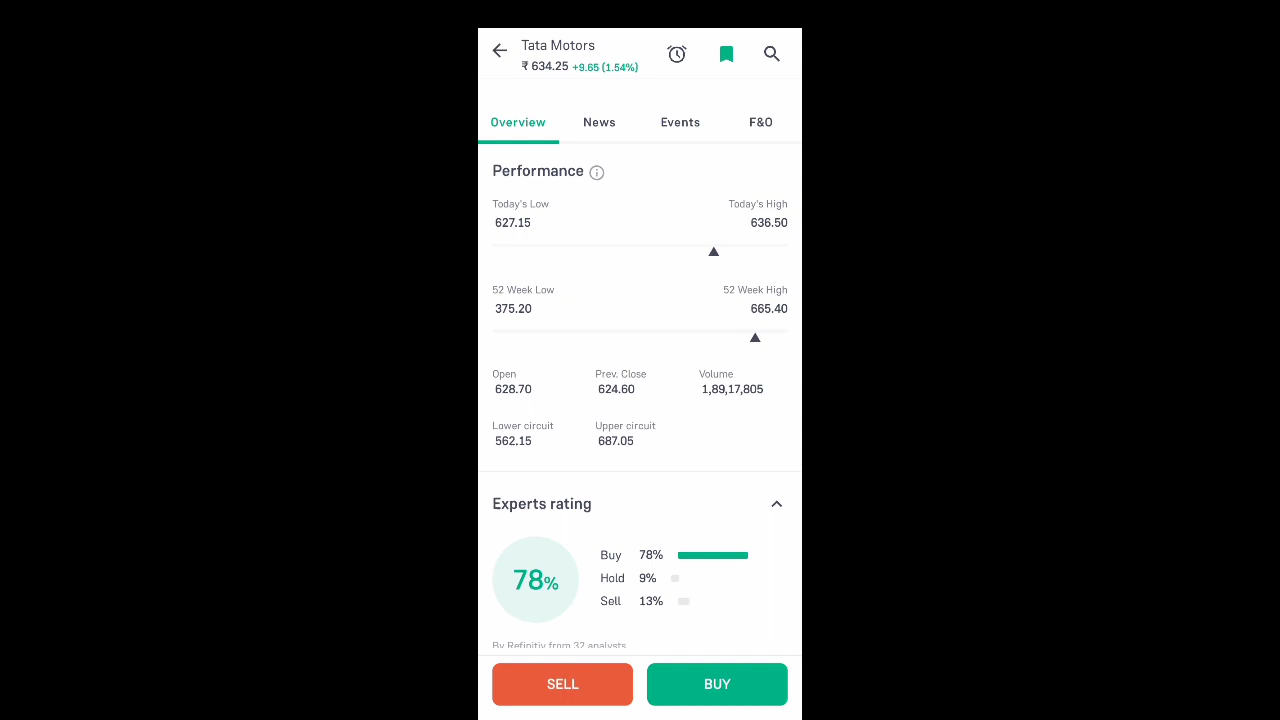 Tata Motors
₹ 634.25 +9.65 (1.54%)
Overview News Events F&O
Performance
Today's Low Today's High
627.15 636.50
52 Week Low 52 Week High
375.20 665.40
Open Prev. Close Volume
628.70 624.60 1,89,17,805
Lower circuit Upper circuit
562.15 687.05
Experts rating
78%
Buy 78%
Hold 9%
Sell 13%
By Refinitiv from 32 analysts
SELL BUY